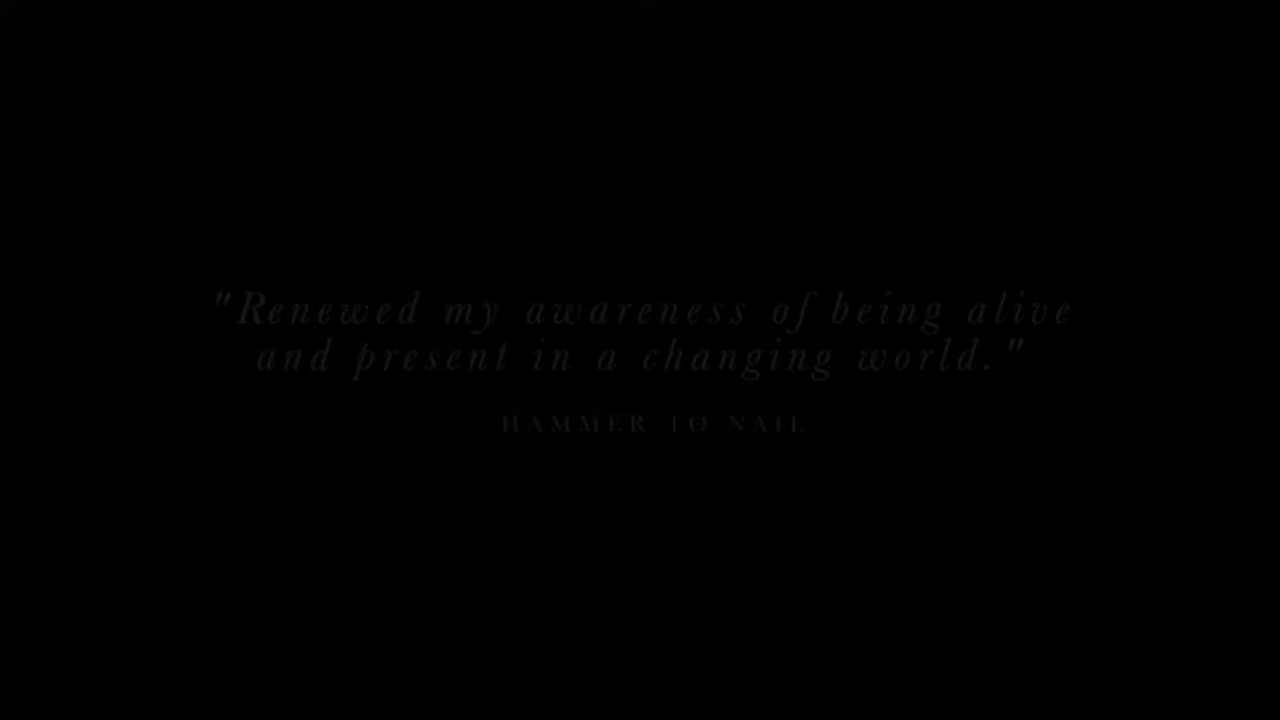 "Renewed my awareness of being alive
and present in a changing world."
HAMMER TO NAIL